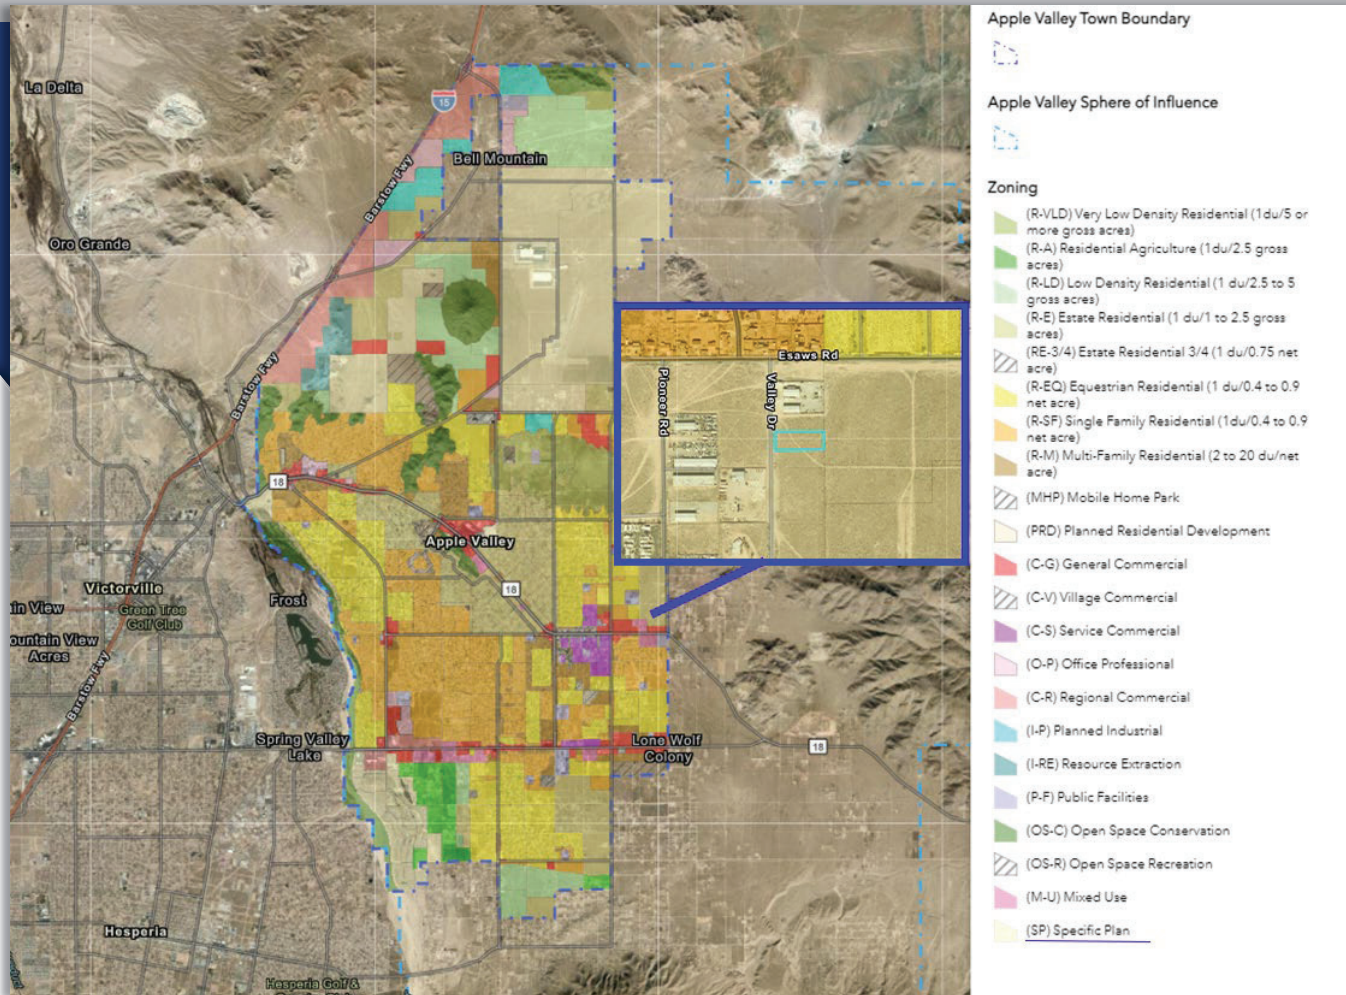 La Delta
15
Bell Mountain
Barstow Fwy
Oro Grande
Barstow Fwy
Esaws Rd
Pioneer Rd
Valley Dr
18
Apple Valley
18
Victorville
in View
Green Tree
Golf Club
Frost
ountain View
Acres
Barstow Fwy
Spring Valley
Lake
Lone Wolf
Colony
18
Hesperia
Hesperia Golf &
Apple Valley Town Boundary
Apple Valley Sphere of Influence
Zoning
(R-VLD) Very Low Density Residential (1du/5 or
more gross acres)
(R-A) Residential Agriculture (1du/2.5 gross
acres)
(R-LD) Low Density Residential (1 du/2.5 to 5
gross acres)
(R-E) Estate Residential (1 du/1 to 2.5 gross
acres)
(RE-3/4) Estate Residential 3/4 (1 du/0.75 net
acre)
(R-EQ) Equestrian Residential (1 du/0.4 to 0.9
net acre)
(R-SF) Single Family Residential (1du/0.4 to 0.9
net acre)
(R-M) Multi-Family Residential (2 to 20 du/net
acre)
(MHP) Mobile Home Park
(PRD) Planned Residential Development
(C-G) General Commercial
(C-V) Village Commercial
(C-S) Service Commercial
(O-P) Office Professional
(C-R) Regional Commercial
(I-P) Planned Industrial
(I-RE) Resource Extraction
(P-F) Public Facilities
(OS-C) Open Space Conservation
(OS-R) Open Space Recreation
(M-U) Mixed Use
(SP) Specific Plan